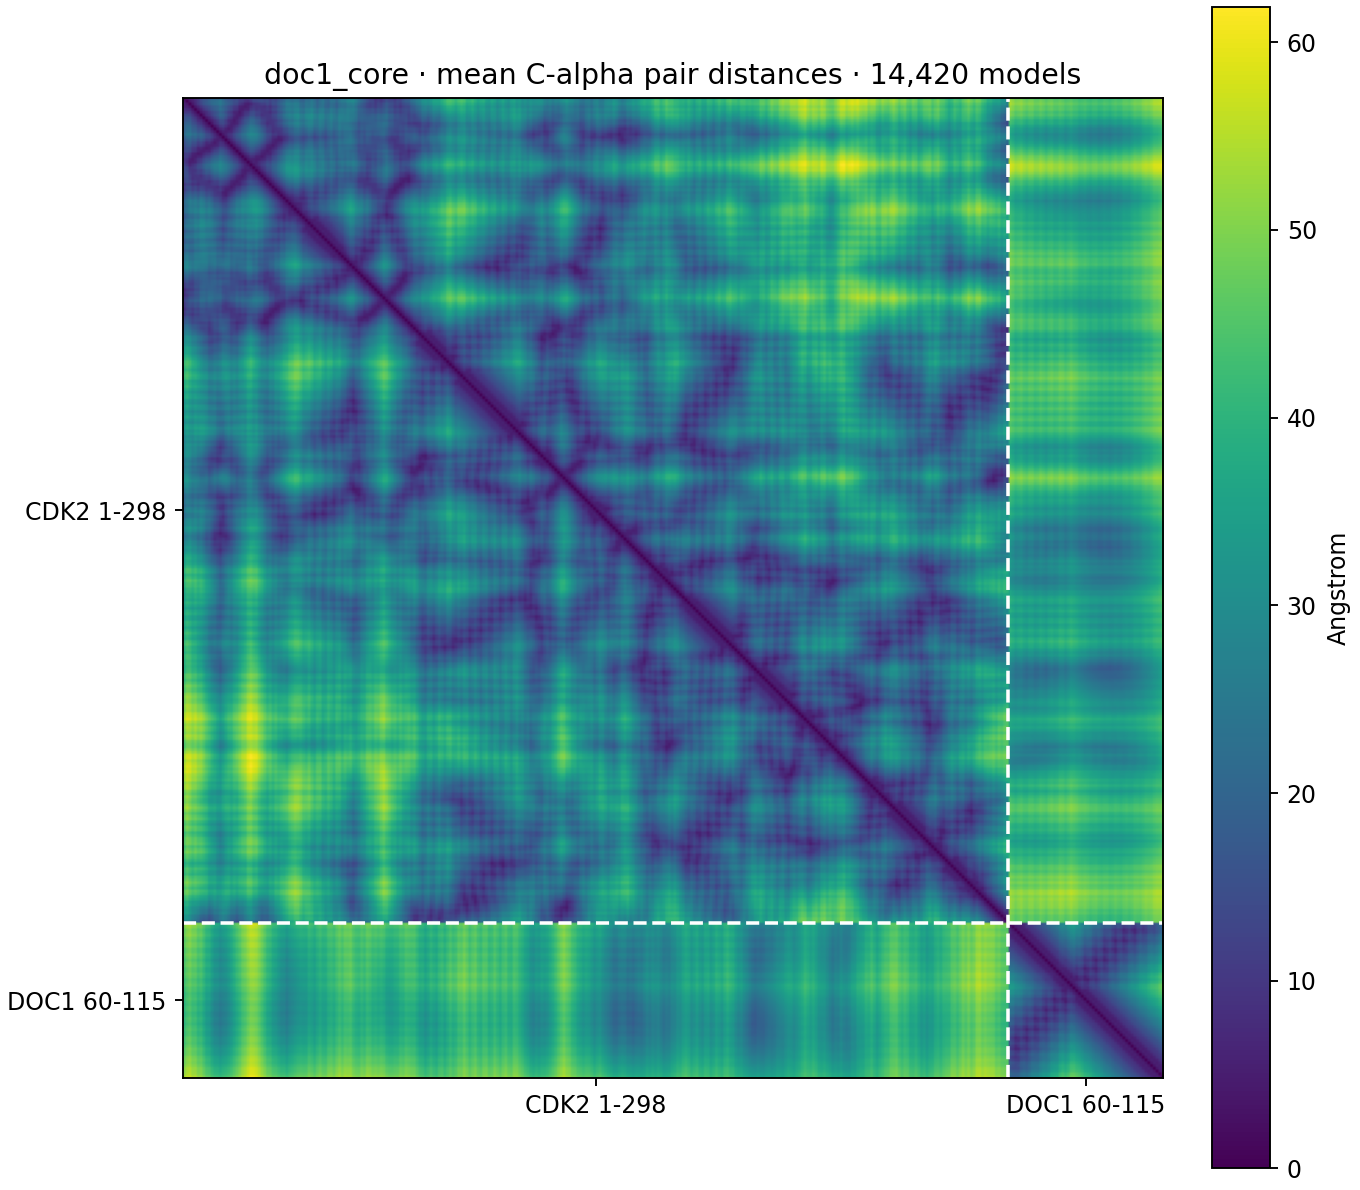 doc1_core · mean C-alpha pair distances · 14,420 models
CDK2 1-298
DOC1 60-115
CDK2 1-298
DOC1 60-115
60
50
40
30
20
10
0
Angstrom